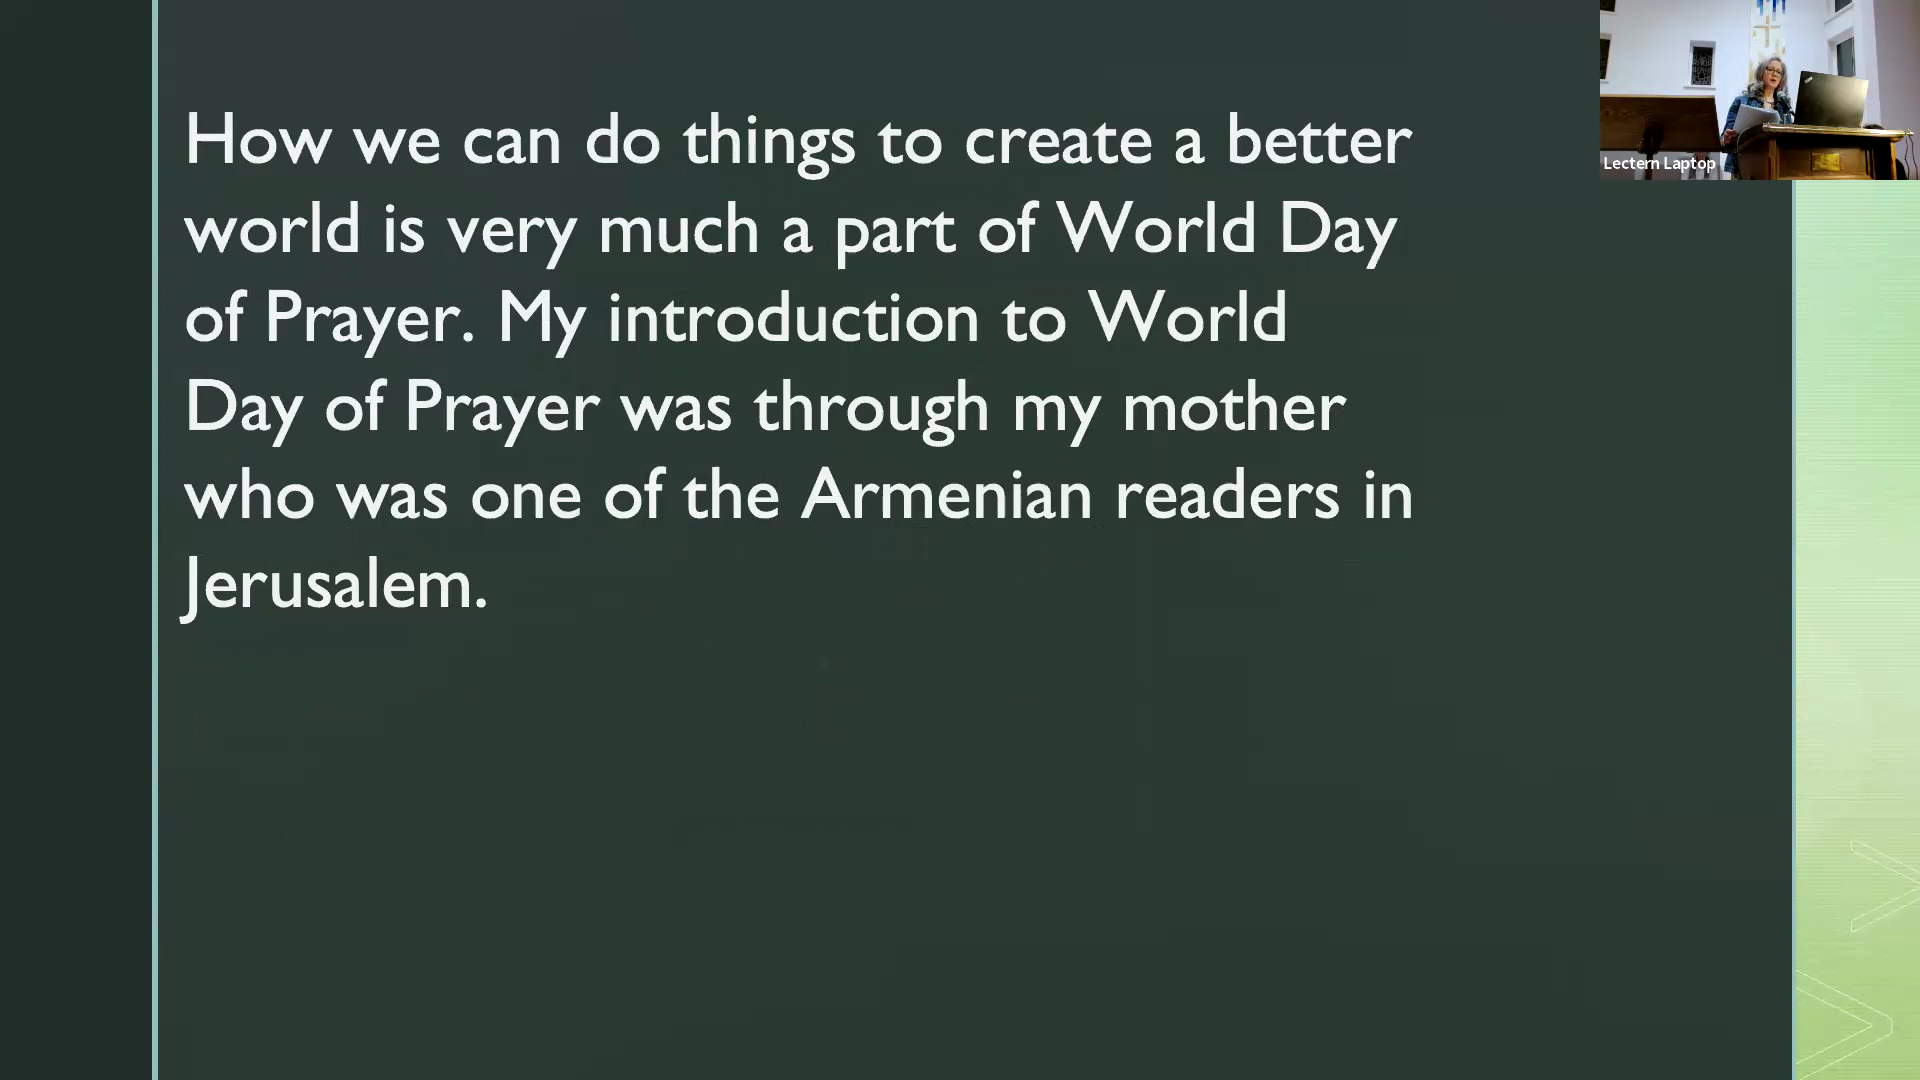 How we can do things to create a better
world is very much a part of World Day
of Prayer. My introduction to World
Day of Prayer was through my mother
who was one of the Armenian readers in
Jerusalem.
Lectern Laptop